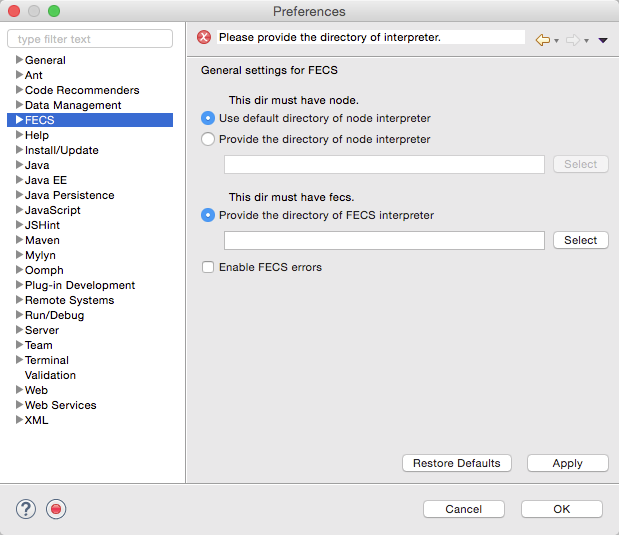 Preferences
type filter text
General
Ant
Code Recommenders
Data Management
FECS
Help
Install/Update
Java
Java EE
Java Persistence
JavaScript
JSHint
Maven
Mylyn
Oomph
Plug-in Development
Remote Systems
Run/Debug
Server
Team
Terminal
Validation
Web
Web Services
XML
Please provide the directory of interpreter.
General settings for FECS
This dir must have node.
Use default directory of node interpreter
Provide the directory of node interpreter
Select
This dir must have fecs.
Provide the directory of FECS interpreter
Select
Enable FECS errors
Restore Defaults
Apply
?
Cancel
OK